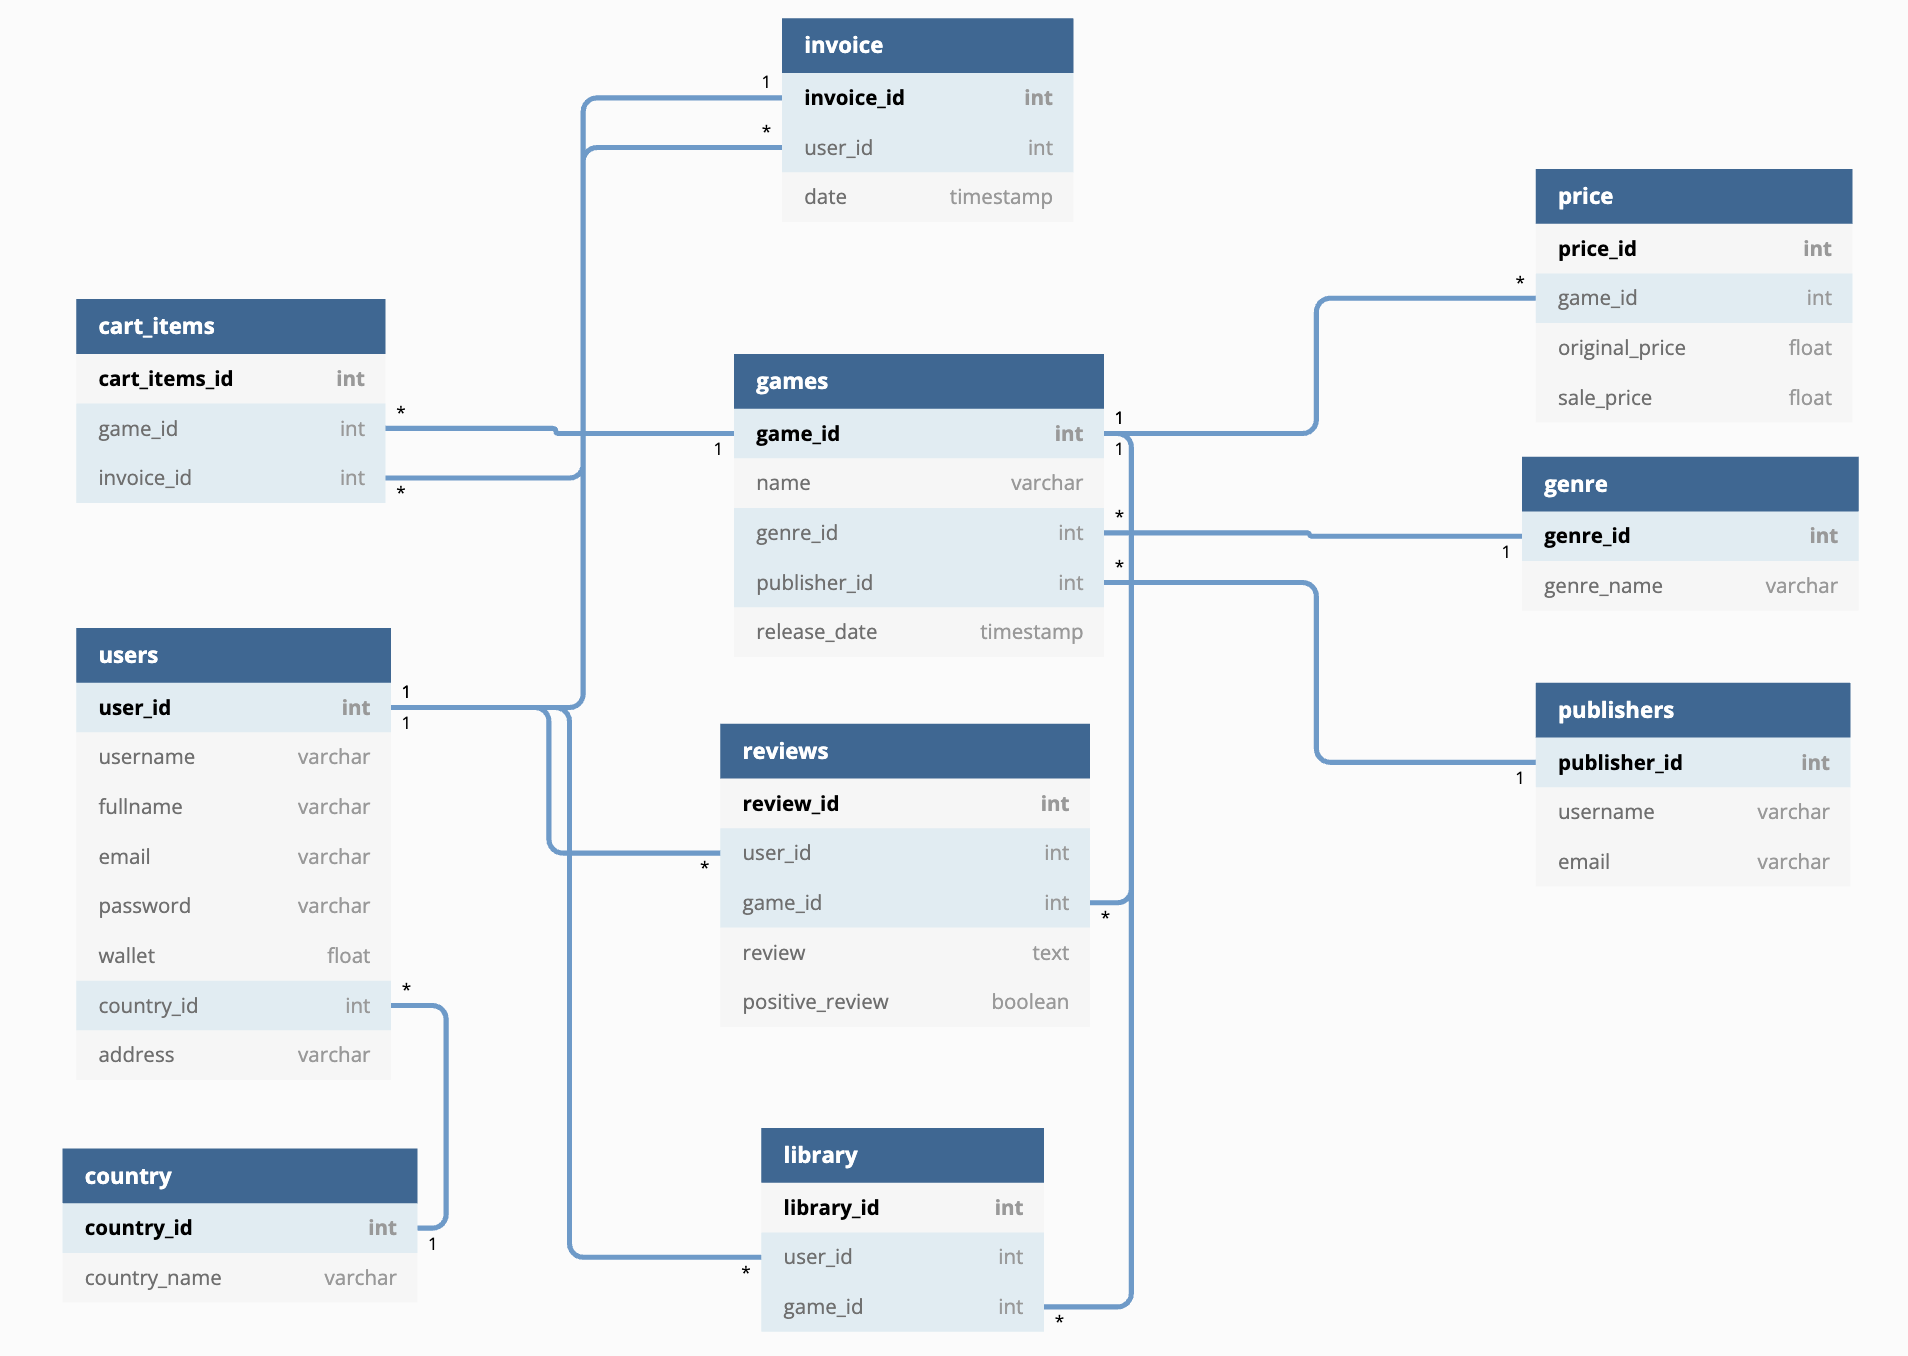 invoice
1
invoice_id int
*
user_id int
date timestamp
price
price_id int
*
game_id int
original_price float
sale_price float
cart_items
cart_items_id int
*
game_id int
invoice_id int
*
games
1
game_id int
1
1
name varchar
*
genre_id int
*
publisher_id int
release_date timestamp
genre
genre_id int
1
genre_name varchar
users
1
user_id int
1
username varchar
fullname varchar
email varchar
password varchar
wallet float
*
country_id int
address varchar
reviews
review_id int
user_id int
*
game_id int
*
review text
positive_review boolean
publishers
publisher_id int
1
username varchar
email varchar
country
country_id int
1
country_name varchar
library
library_id int
user_id int
*
game_id int
*